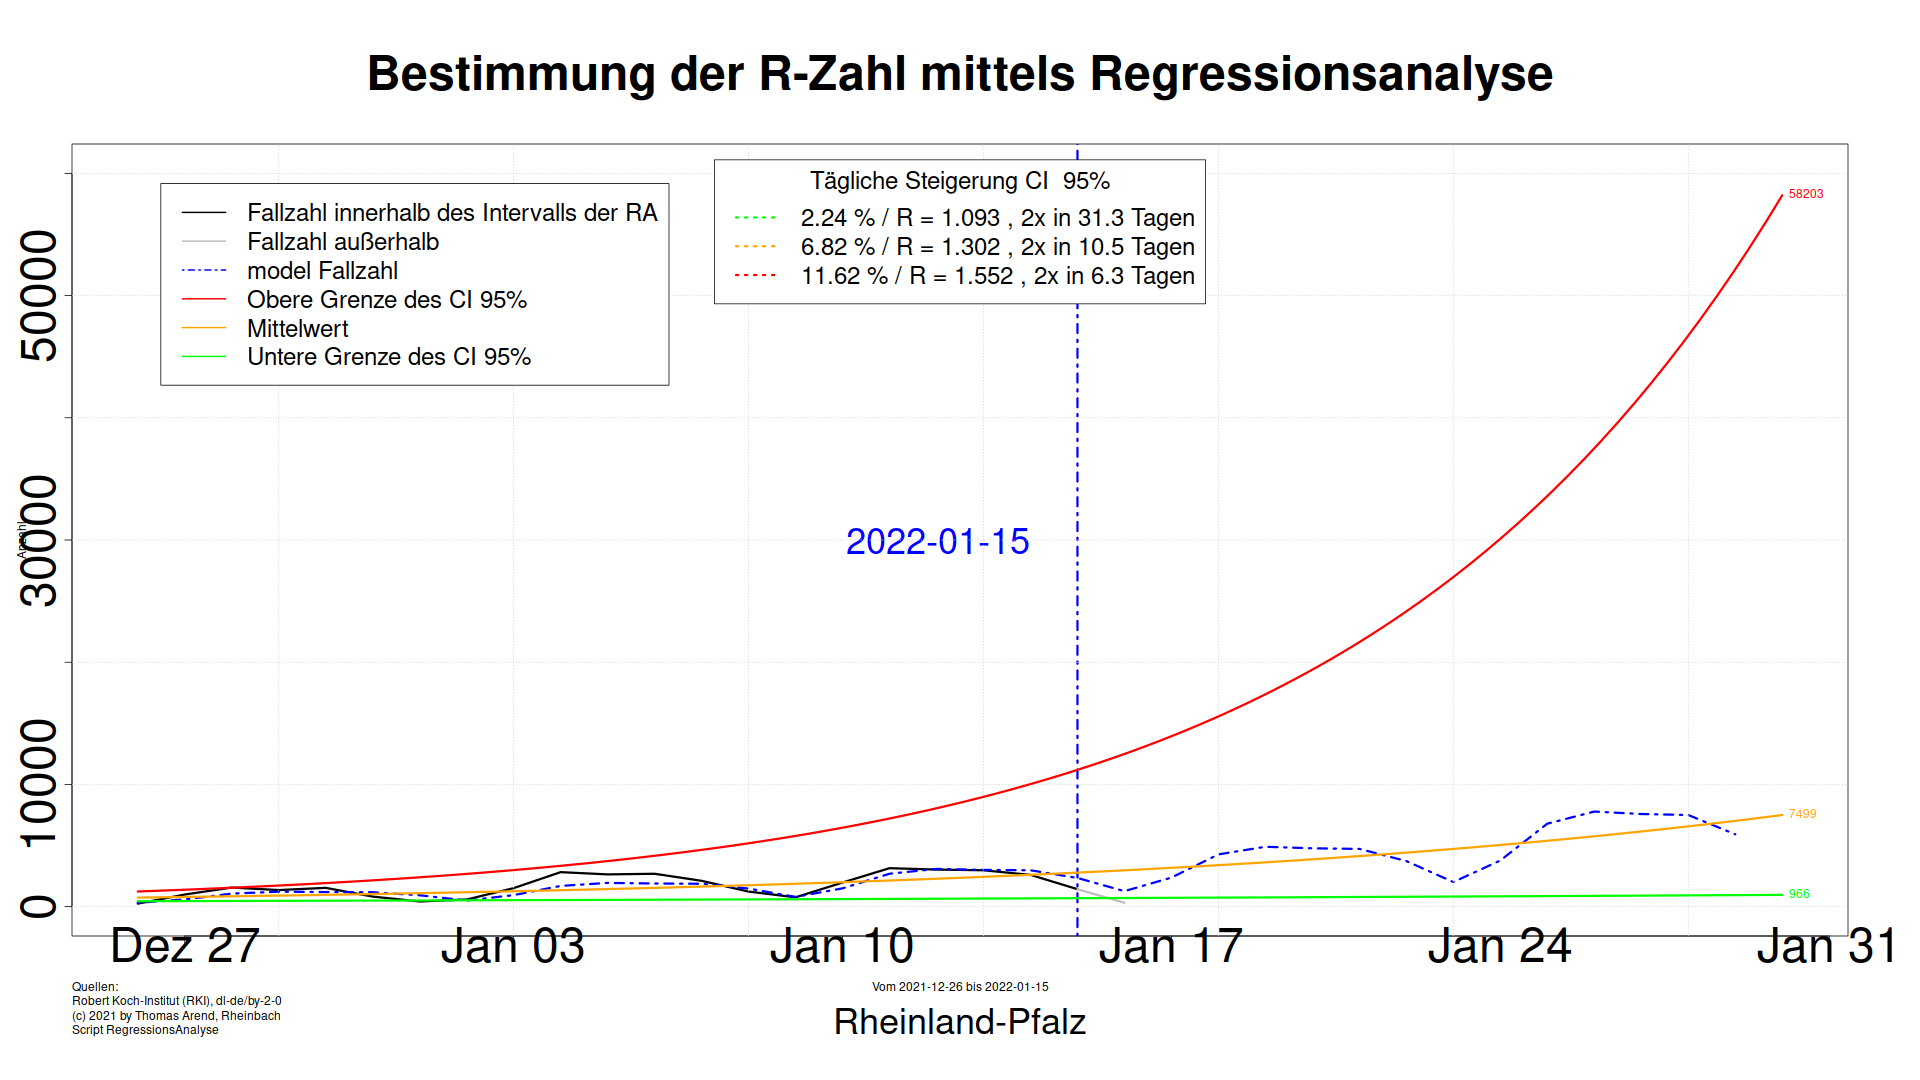 Bestimmung der R-Zahl mittels Regressionsanalyse
Fallzahl innerhalb des Intervalls der RA
Fallzahl außerhalb
model Fallzahl
Obere Grenze des CI 95%
Mittelwert
Untere Grenze des CI 95%
Tägliche Steigerung CI 95%
2.24 % / R = 1.093 , 2x in 31.3 Tagen
6.82 % / R = 1.302 , 2x in 10.5 Tagen
11.62 % / R = 1.552 , 2x in 6.3 Tagen
58203
50000
2022-01-15
30000
Anzahl
10000
7499
966
0
Dez 27 Jan 03 Jan 10 Jan 17 Jan 24 Jan 31
Vom 2021-12-26 bis 2022-01-15
Rheinland-Pfalz
Quellen:
Robert Koch-Institut (RKI), dl-de/by-2-0
(c) 2021 by Thomas Arend, Rheinbach
Script RegressionsAnalyse